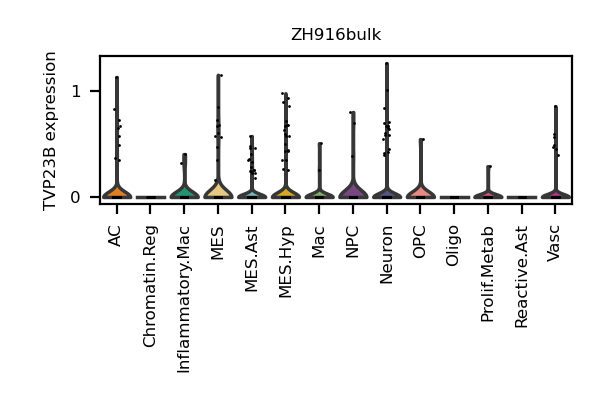 ZH916bulk
TVP23B expression
1
0
AC
Chromatin.Reg
Inflammatory.Mac
MES
MES.Ast
MES.Hyp
Mac
NPC
Neuron
OPC
Oligo
Prolif.Metab
Reactive.Ast
Vasc